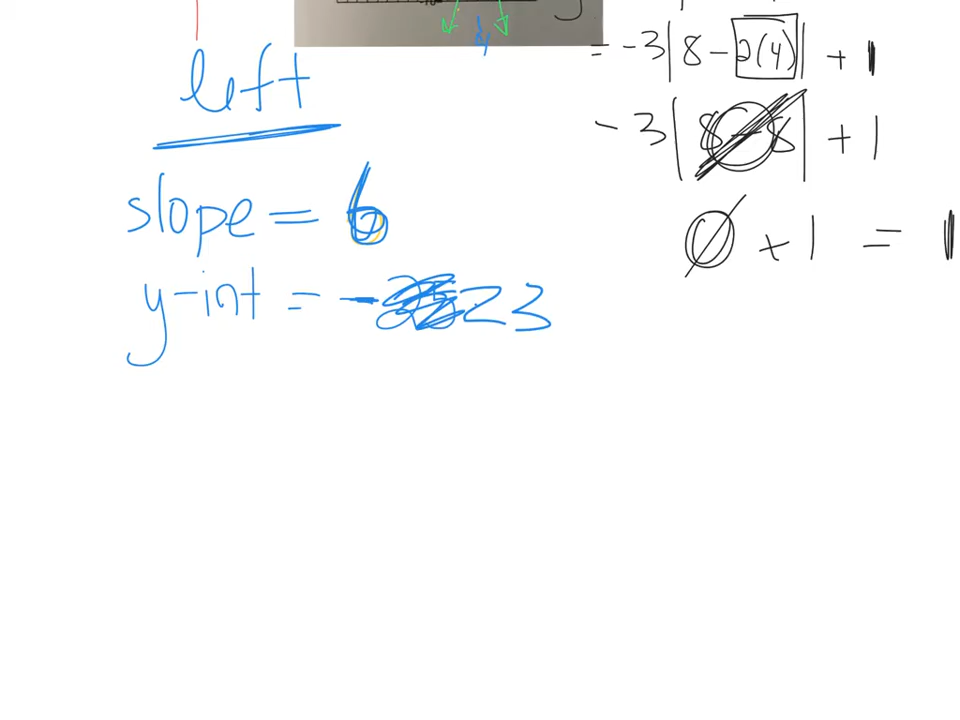 left
slope = 6
y-int = -23
= -3|8 - 2(4)| + 1
-3|8-8| + 1
0 + 1 = 1